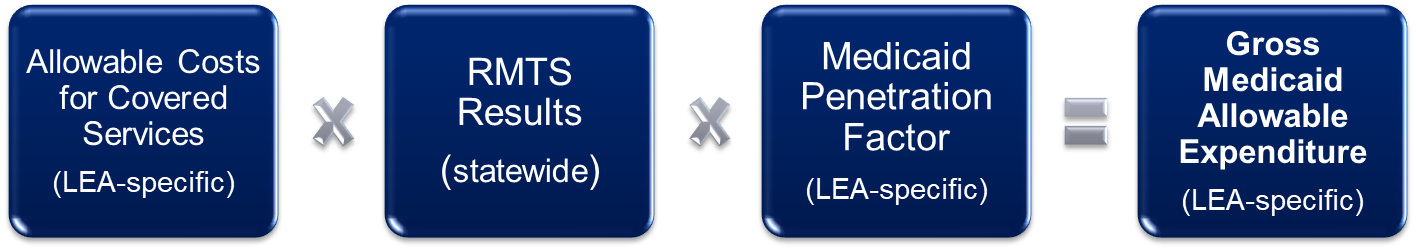 Allowable Costs
for Covered
Services
(LEA-specific)
×
RMTS
Results
(statewide)
×
Medicaid
Penetration
Factor
(LEA-specific)
=
Gross
Medicaid
Allowable
Expenditure
(LEA-specific)